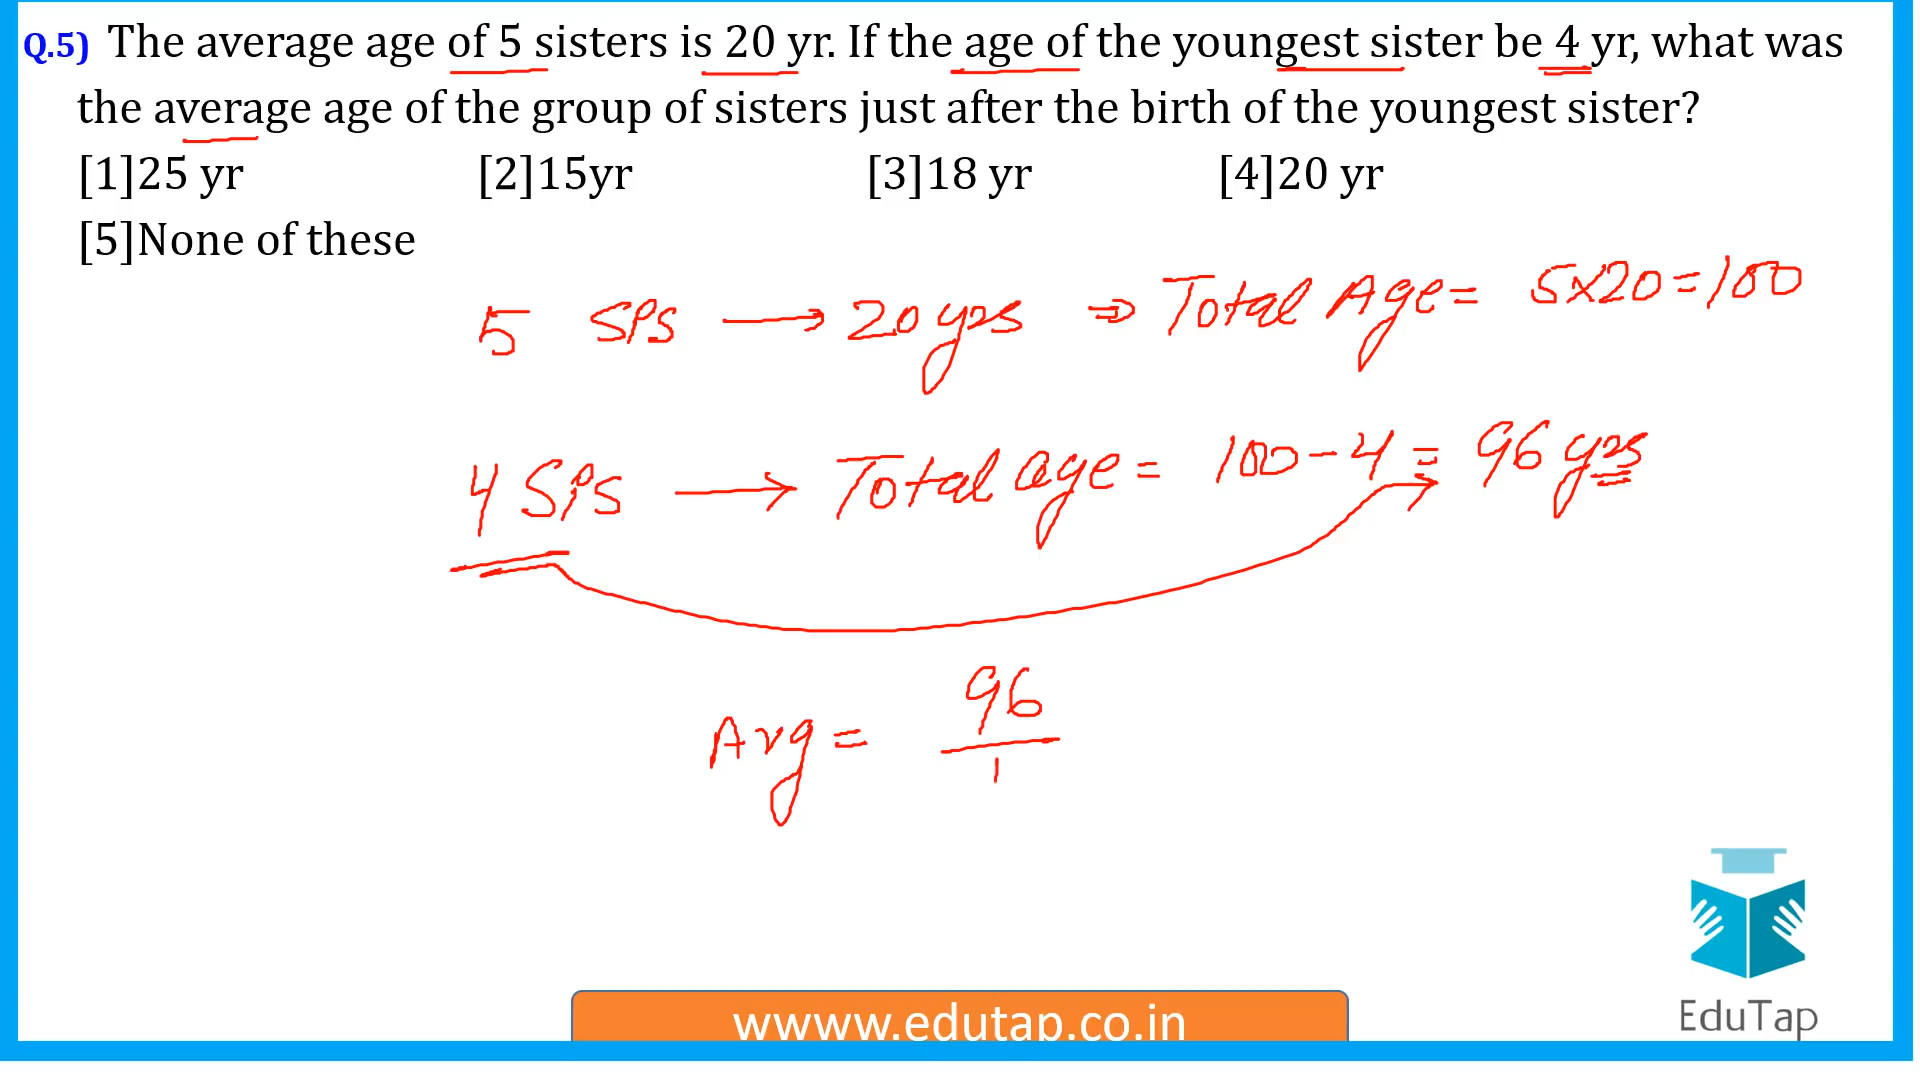 Q.5) The average age of 5 sisters is 20 yr. If the age of the youngest sister be 4 yr, what was
the average age of the group of sisters just after the birth of the youngest sister?
[1]25 yr [2]15yr [3]18 yr [4]20 yr
[5]None of these
5 sis → 20 yrs ⇒ Total Age = 5×20=100
4 Sis → Total age = 100-4 = 96 yrs
Avg = 96
1
EduTap
wwww.edutap.co.in